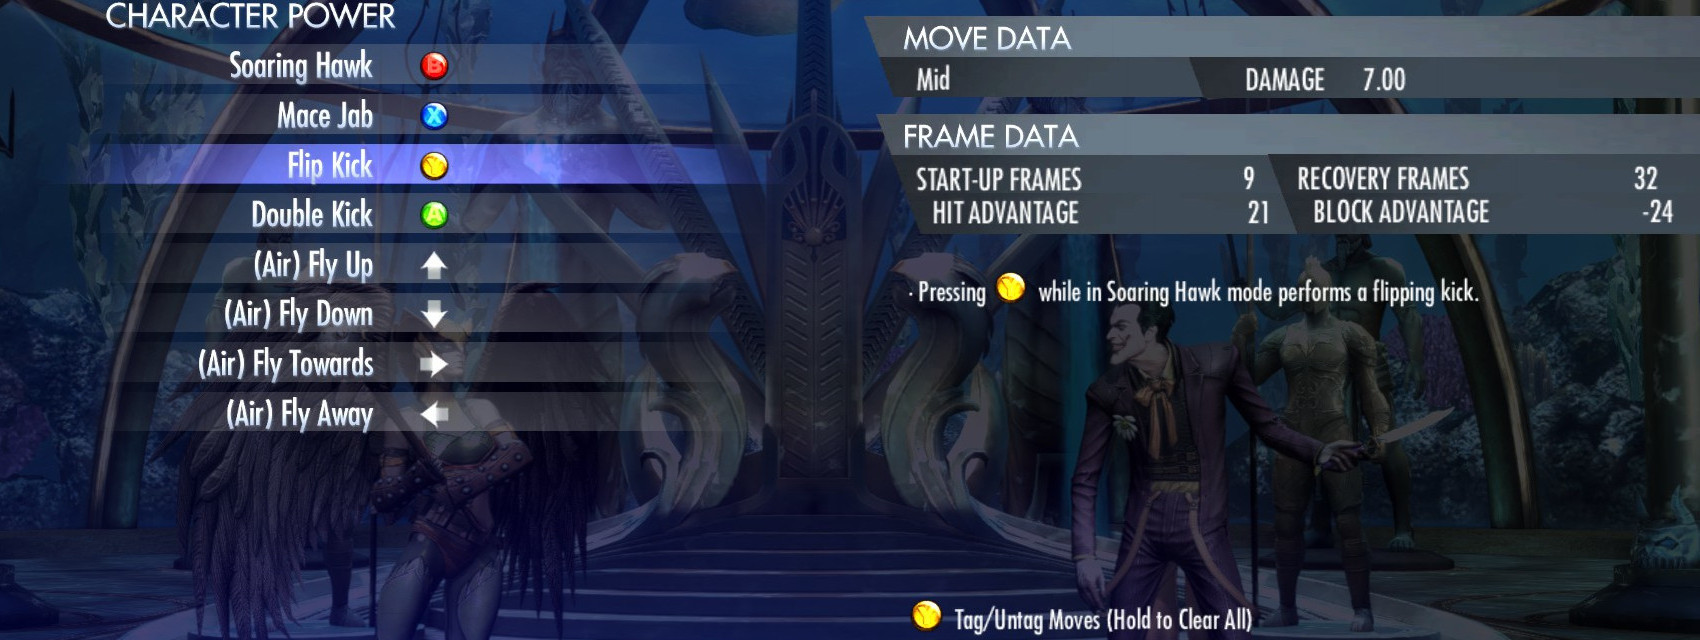 CHARACTER POWER
Soaring Hawk B
Mace Jab X
Flip Kick Y
Double Kick A
(Air) Fly Up
(Air) Fly Down
(Air) Fly Towards
(Air) Fly Away
MOVE DATA
Mid DAMAGE 7.00
FRAME DATA
START-UP FRAMES 9 RECOVERY FRAMES 32
HIT ADVANTAGE 21 BLOCK ADVANTAGE -24
· Pressing Y while in Soaring Hawk mode performs a flipping kick.
Y Tag/Untag Moves (Hold to Clear All)